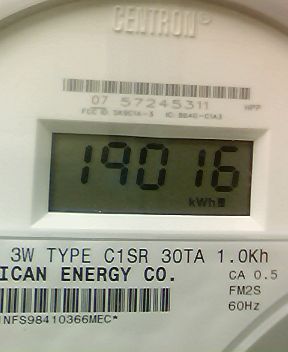 CENTRON®
07 57245311
19016
kWh
3W TYPE C1SR 30TA 1.0Kh
ICAN ENERGY CO.
CA 0.5
FM2S
60Hz
NFS98410366MEC*